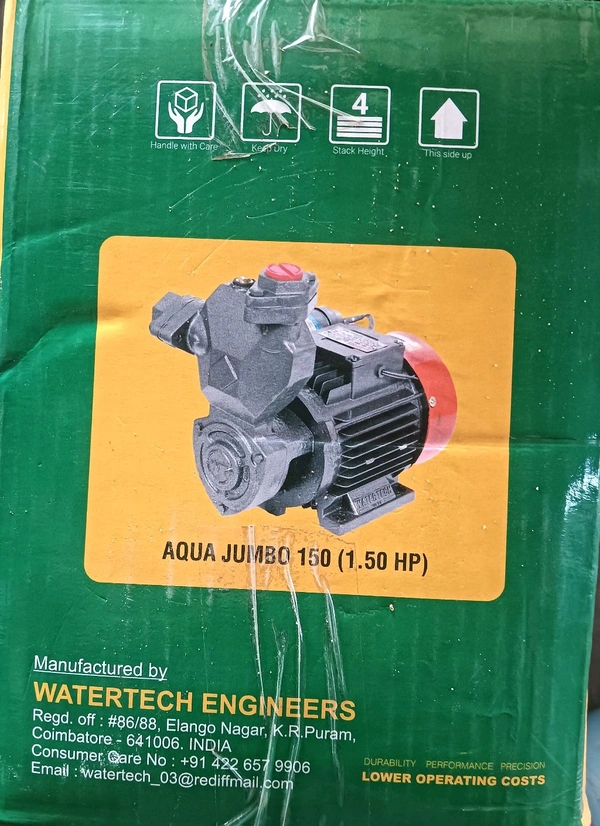 4
Handle with Care
Keep Dry
Stack Height
This side up
WATERTECH
AQUA JUMBO 150 (1.50 HP)
Manufactured by
WATERTECH ENGINEERS
Regd. off : #86/88, Elango Nagar, K.R.Puram,
Coimbatore - 641006. INDIA
Consumer Care No : +91 422 657 9906
Email : watertech_03@rediffmail.com
DURABILITY PERFORMANCE PRECISION
LOWER OPERATING COSTS